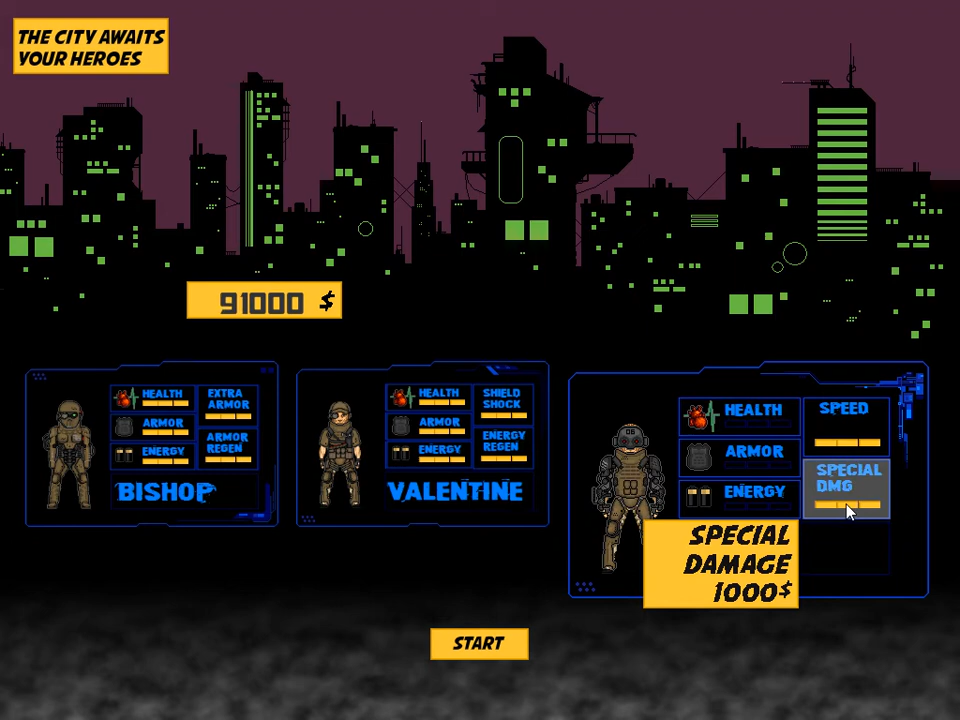 THE CITY AWAITS
YOUR HEROES
91000 $
HEALTH
ARMOR
ENERGY
EXTRA
ARMOR
ARMOR
REGEN
BISHOP
HEALTH
ARMOR
ENERGY
SHIELD
SHOCK
ENERGY
REGEN
VALENTINE
HEALTH
ARMOR
ENERGY
SPEED
SPECIAL
DMG
SPECIAL
DAMAGE
1000$
START